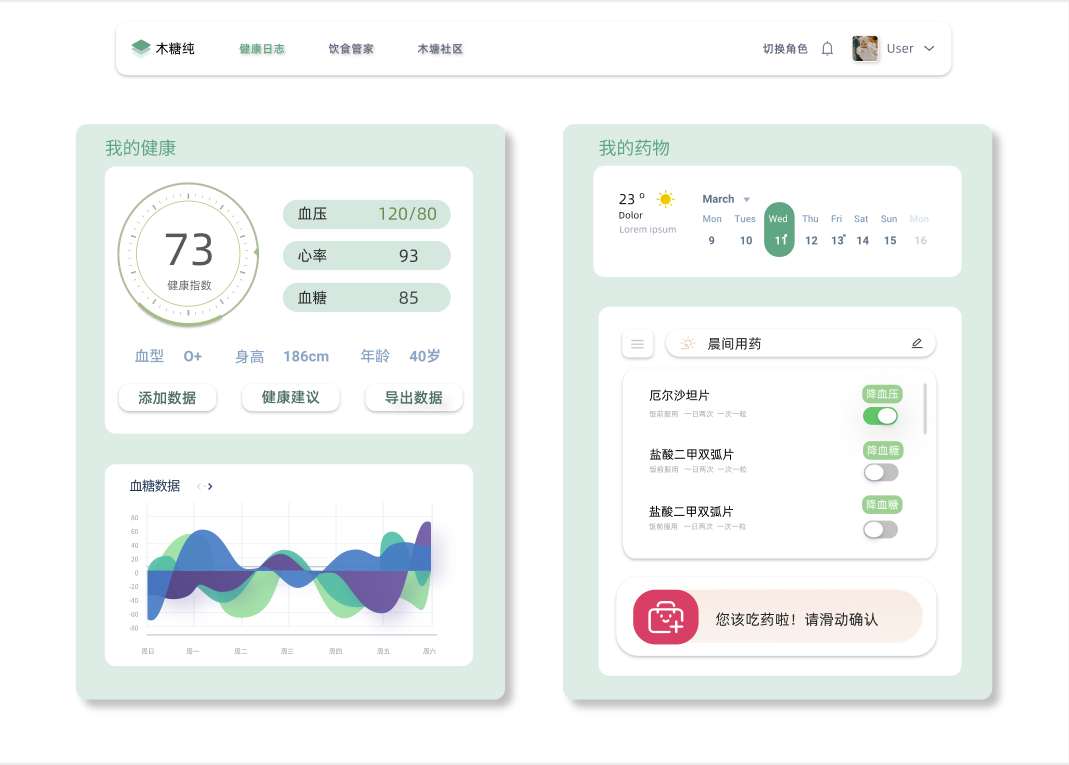 木糖纯 健康日志 饮食管家 木塘社区 切换角色 User
我的健康
73
健康指数
血压 120/80
心率 93
血糖 85
血型 O+ 身高 186cm 年龄 40岁
添加数据 健康建议 导出数据
血糖数据
80
60
40
20
0
-20
-40
-60
-80
周日 周一 周二 周三 周四 周五 周六
我的药物
23 º
Dolor
Lorem ipsum
March
Mon Tues Wed Thu Fri Sat Sun Mon
9 10 11 12 13 14 15 16
晨间用药
厄尔沙坦片 降血压
饭前服用 一日两次 一次一粒
盐酸二甲双弧片 降血糖
饭前服用 一日两次 一次一粒
盐酸二甲双弧片 降血糖
饭前服用 一日两次 一次一粒
您该吃药啦！请滑动确认